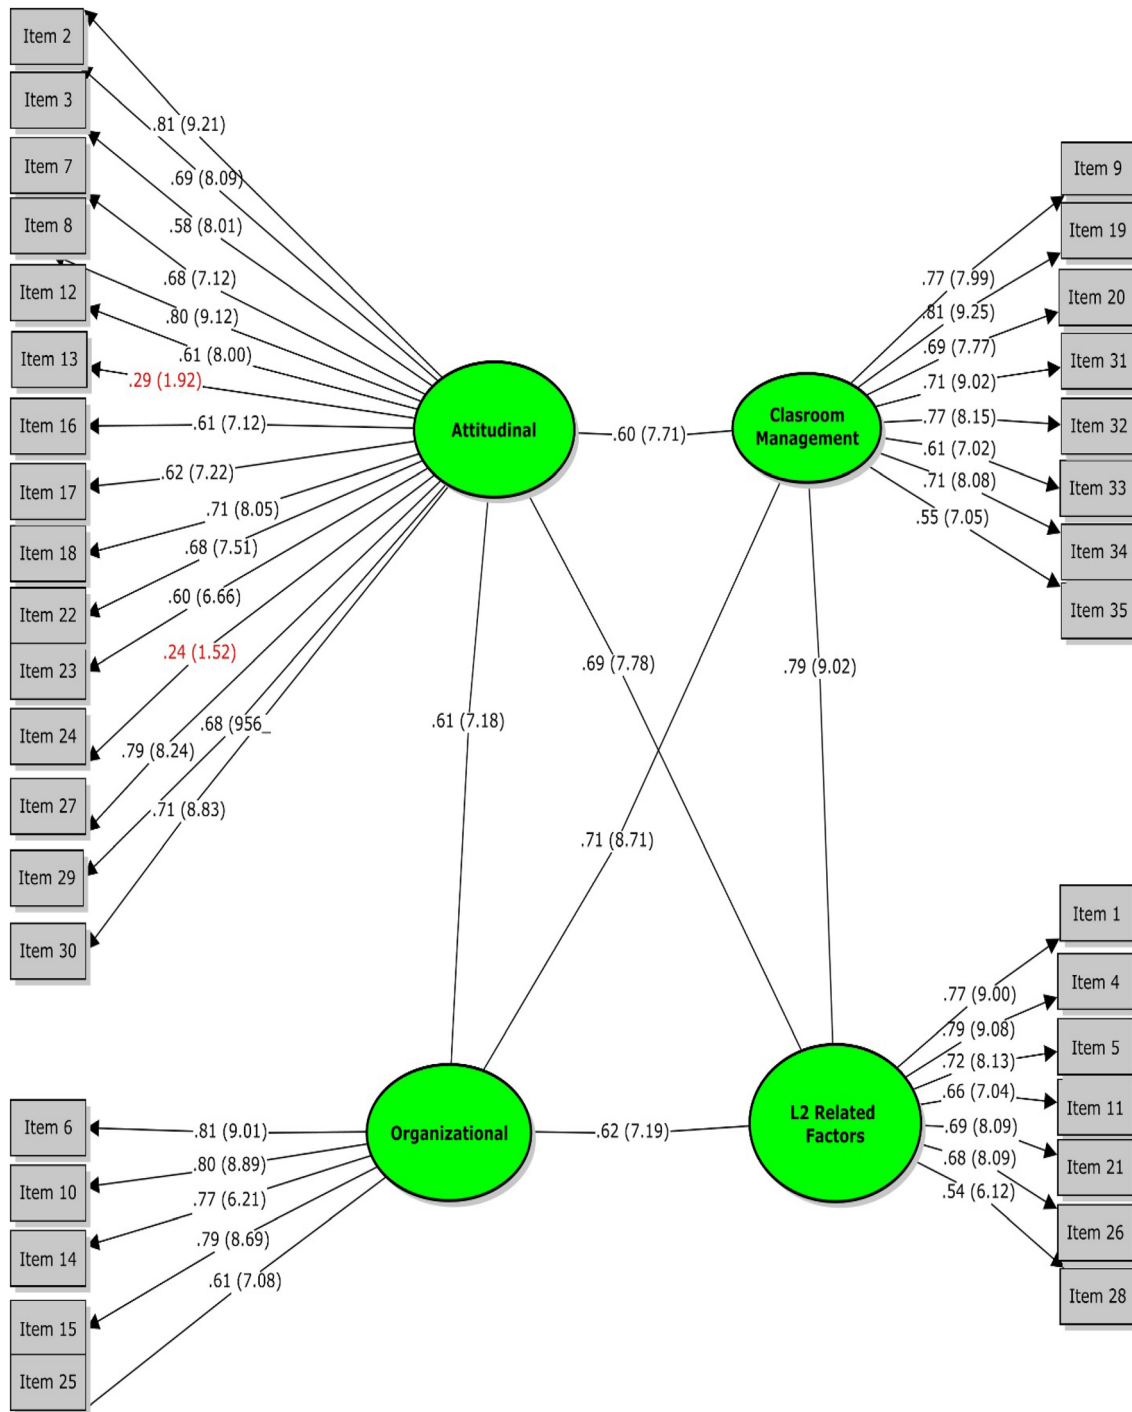 Item 2
Item 3
Item 7
Item 8
Item 12
Item 13
Item 16
Item 17
Item 18
Item 22
Item 23
Item 24
Item 27
Item 29
Item 30
.81 (9.21)
.69 (8.09)
.58 (8.01)
.68 (7.12)
.80 (9.12)
.61 (8.00)
.29 (1.92)
.61 (7.12)
.62 (7.22)
.71 (8.05)
.68 (7.51)
.60 (6.66)
.24 (1.52)
.79 (8.24)
.68 (956_
.71 (8.83)
Attitudinal
.60 (7.71)
Clasroom
Management
.77 (7.99)
.81 (9.25)
.69 (7.77)
.71 (9.02)
.77 (8.15)
.61 (7.02)
.71 (8.08)
.55 (7.05)
Item 9
Item 19
Item 20
Item 31
Item 32
Item 33
Item 34
Item 35
.69 (7.78)
.79 (9.02)
.61 (7.18)
.71 (8.71)
Item 6
Item 10
Item 14
Item 15
Item 25
.81 (9.01)
.80 (8.89)
.77 (6.21)
.79 (8.69)
.61 (7.08)
Organizational
.62 (7.19)
L2 Related
Factors
.77 (9.00)
.79 (9.08)
.72 (8.13)
.66 (7.04)
.69 (8.09)
.68 (8.09)
.54 (6.12)
Item 1
Item 4
Item 5
Item 11
Item 21
Item 26
Item 28